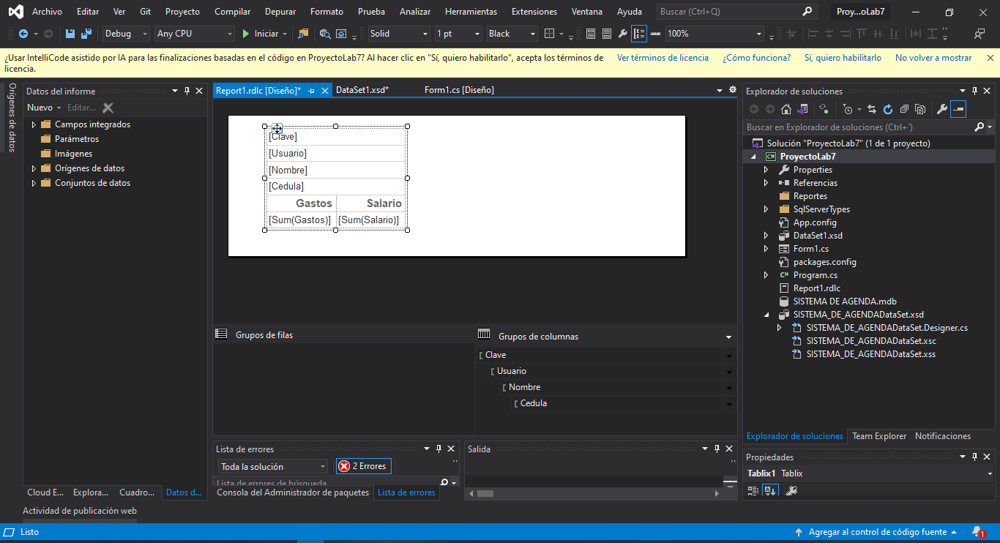 Archivo Editar Ver Git Proyecto Compilar Depurar Formato Prueba Analizar Herramientas Extensiones Ventana Ayuda Buscar (Ctrl+Q) Proy...oLab7
Debug Any CPU Iniciar Solid 1 pt Black 100%
¿Usar IntelliCode asistido por IA para las finalizaciones basadas en el código en ProyectoLab7? Al hacer clic en "Sí, quiero habilitarlo", acepta los términos de
licencia.
Ver términos de licencia ¿Cómo funciona? Sí, quiero habilitarlo No volver a mostrar
Orígenes de datos
Datos del informe
Nuevo Editar...
Campos integrados
Parámetros
Imágenes
Orígenes de datos
Conjuntos de datos
Report1.rdlc [Diseño]* DataSet1.xsd* Form1.cs [Diseño]
[Clave]
[Usuario]
[Nombre]
[Cedula]
Gastos Salario
[Sum(Gastos)] [Sum(Salario)]
Grupos de filas
Grupos de columnas
Clave
Usuario
Nombre
Cedula
Lista de errores
Toda la solución 2 Errores
Lista de errores de búsqueda
Consola del Administrador de paquetes Lista de errores
Salida
Explorador de soluciones
Buscar en Explorador de soluciones (Ctrl+´)
Solución "ProyectoLab7" (1 de 1 proyecto)
C# ProyectoLab7
Properties
Referencias
Reportes
SqlServerTypes
App.config
DataSet1.xsd
Form1.cs
packages.config
C# Program.cs
Report1.rdlc
SISTEMA DE AGENDA.mdb
SISTEMA_DE_AGENDADataSet.xsd
SISTEMA_DE_AGENDADataSet.Designer.cs
SISTEMA_DE_AGENDADataSet.xsc
SISTEMA_DE_AGENDADataSet.xss
Explorador de soluciones Team Explorer Notificaciones
Propiedades
Tablix1 Tablix
Cloud E... Explora... Cuadro... Datos d...
Actividad de publicación web
Listo
Agregar al control de código fuente
1